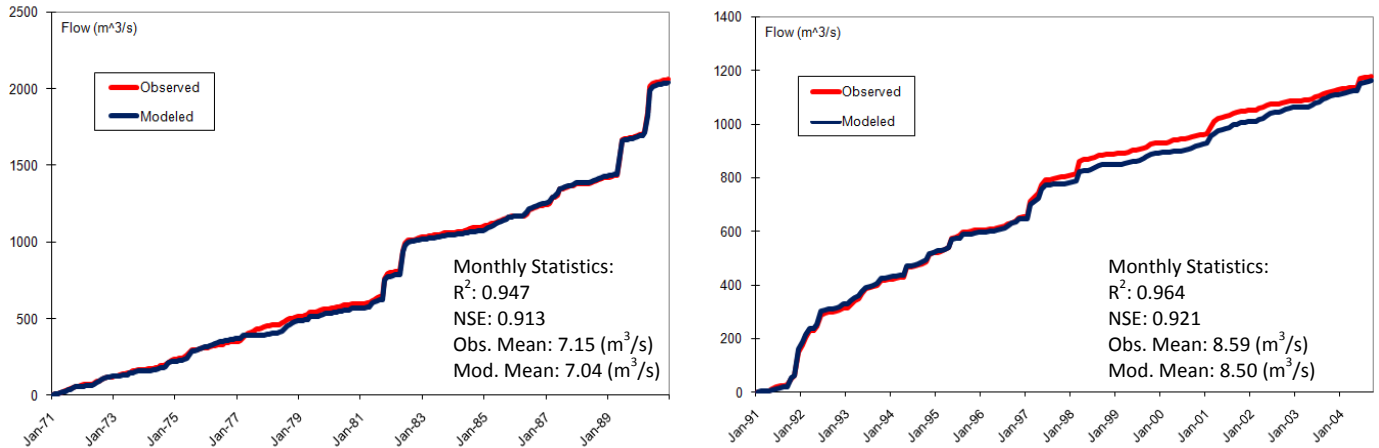 2500
Flow (m^3/s)
2000
1500
1000
500
0
Observed
Modeled
Monthly Statistics:
R²: 0.947
NSE: 0.913
Obs. Mean: 7.15 (m³/s)
Mod. Mean: 7.04 (m³/s)
Jan-71
Jan-73
Jan-75
Jan-77
Jan-79
Jan-81
Jan-83
Jan-85
Jan-87
Jan-89
1400
Flow (m^3/s)
1200
1000
800
600
400
200
0
Observed
Modeled
Monthly Statistics:
R²: 0.964
NSE: 0.921
Obs. Mean: 8.59 (m³/s)
Mod. Mean: 8.50 (m³/s)
Jan-91
Jan-92
Jan-93
Jan-94
Jan-95
Jan-96
Jan-97
Jan-98
Jan-99
Jan-00
Jan-01
Jan-02
Jan-03
Jan-04